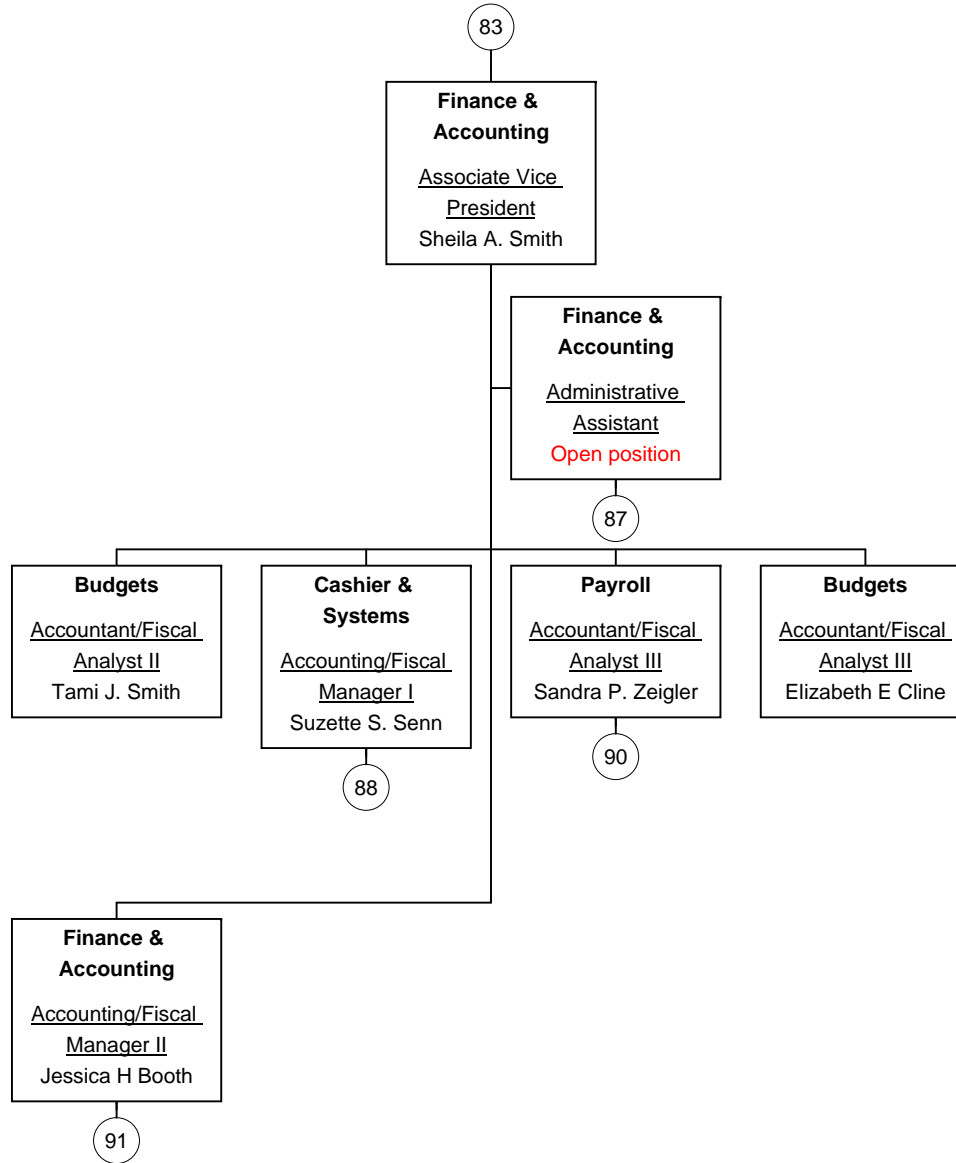 83
Finance &
Accounting
Associate Vice
President
Sheila A. Smith
Finance &
Accounting
Administrative
Assistant
Open position
87
Budgets
Accountant/Fiscal
Analyst II
Tami J. Smith
Cashier &
Systems
Accounting/Fiscal
Manager I
Suzette S. Senn
88
Payroll
Accountant/Fiscal
Analyst III
Sandra P. Zeigler
90
Budgets
Accountant/Fiscal
Analyst III
Elizabeth E Cline
Finance &
Accounting
Accounting/Fiscal
Manager II
Jessica H Booth
91